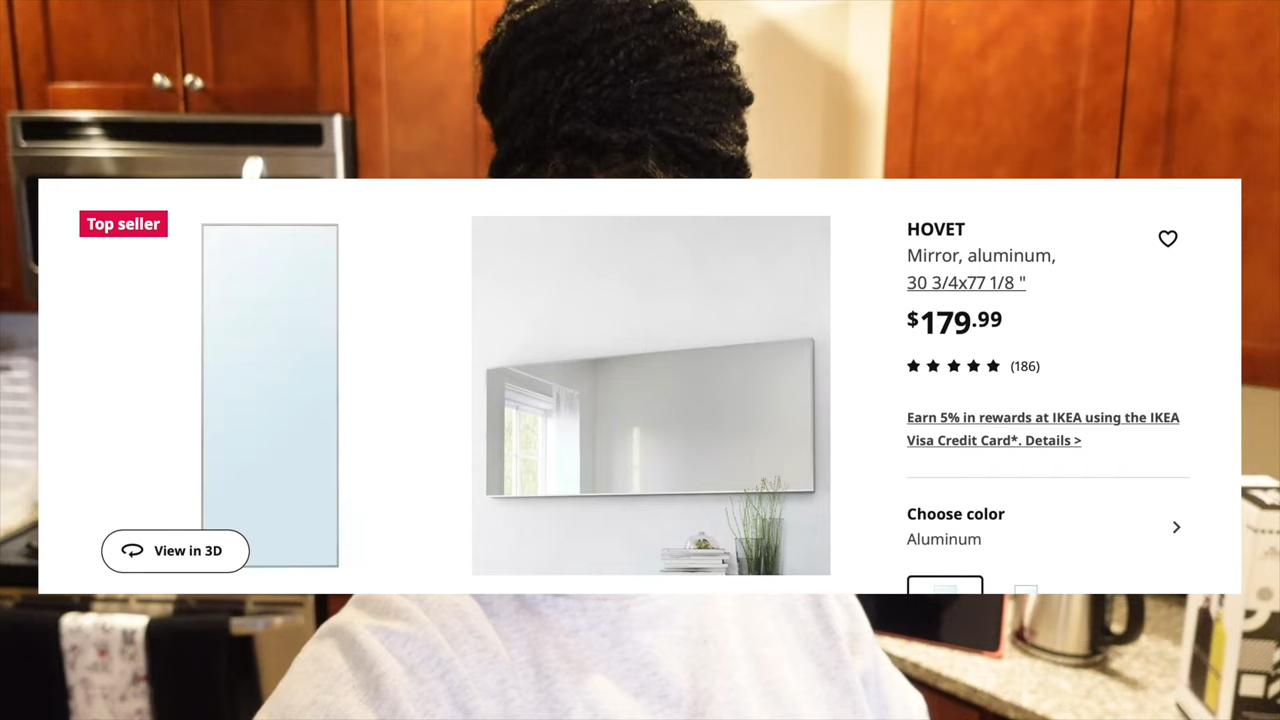 Top seller
View in 3D
HOVET
Mirror, aluminum,
30 3/4x77 1/8 "
$179.99
(186)
Earn 5% in rewards at IKEA using the IKEA
Visa Credit Card*. Details >
Choose color
Aluminum